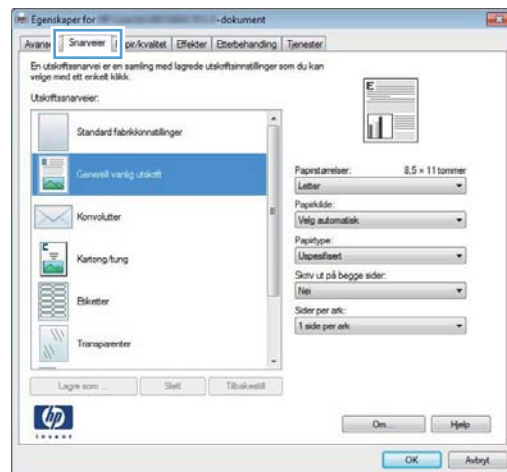 Egenskaper for -dokument
Snarveier pir/kvalitet Effekter Etterbehandling Tjenester
En utskriftssnarvei er en samling med lagrede utskriftsinnstillinger som du kan
velge med ett enkelt klikk.
Utskriftssnarveier:
Standard fabrikkinnstillinger
Generell vanlig utskrift
Konvolutter
Kartong/tung
Etiketter
Transparenter
E
Papirstørrelser: 8,5 × 11 tommer
Letter
Papirkilde:
Velg automatisk
Papirtype:
Uspesifisert
Skriv ut på begge sider:
Nei
Sider per ark:
1 side per ark
Lagre som... Slett Tilbakestill
hp
invent
Om... Hjelp
OK Avbryt